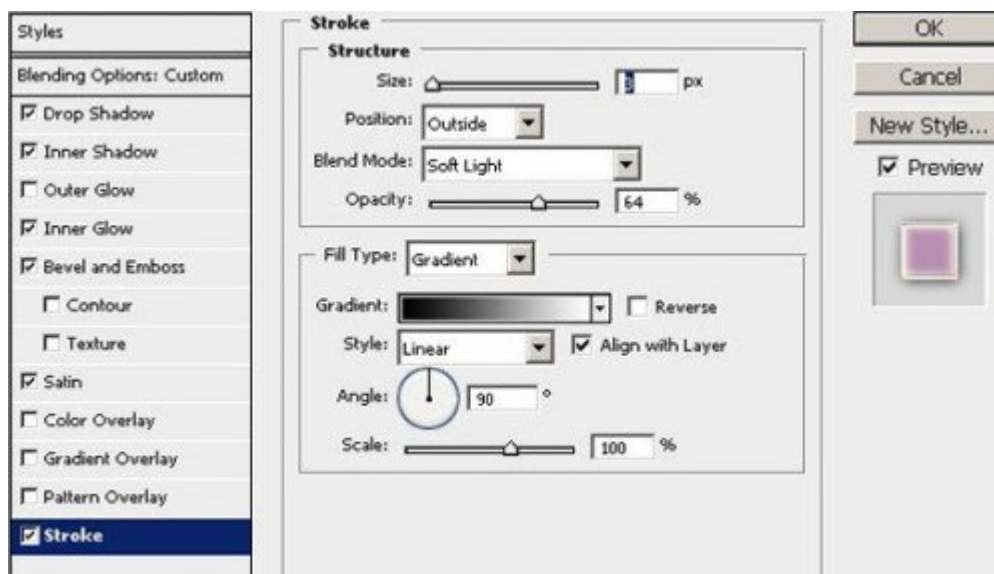 Styles
Blending Options: Custom
Drop Shadow
Inner Shadow
Outer Glow
Inner Glow
Bevel and Emboss
Contour
Texture
Satin
Color Overlay
Gradient Overlay
Pattern Overlay
Stroke
Stroke
Structure
Size: px
Position: Outside
Blend Mode: Soft Light
Opacity: 64 %
Fill Type: Gradient
Gradient: Reverse
Style: Linear Align with Layer
Angle: 90 °
Scale: 100 %
OK
Cancel
New Style...
Preview